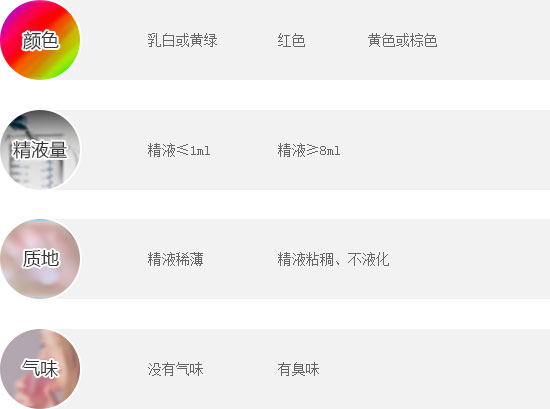 颜色 乳白或黄绿 红色 黄色或棕色
精液量 精液≤1ml 精液≥8ml
质地 精液稀薄 精液粘稠、不液化
气味 没有气味 有臭味